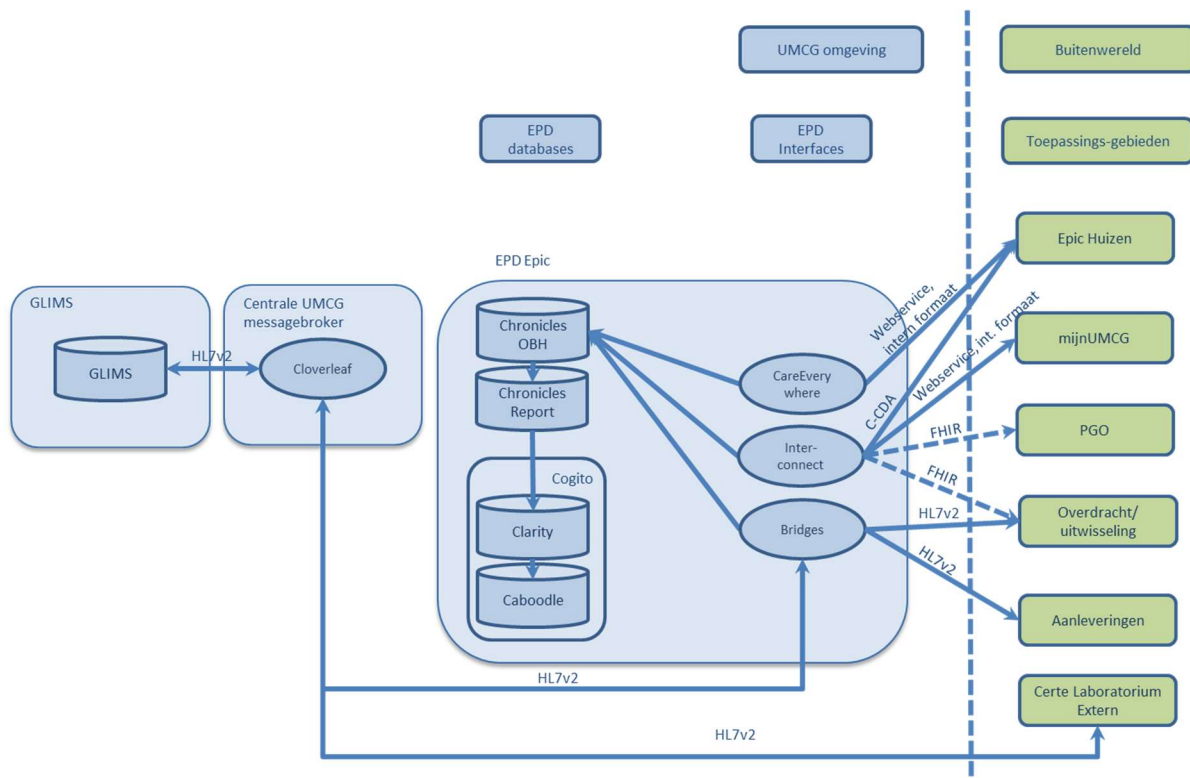 UMCG omgeving
Buitenwereld
EPD
databases
EPD
Interfaces
Toepassings-gebieden
EPD Epic
Epic Huizen
GLIMS
Centrale UMCG
messagebroker
Chronicles
OBH
Webservice,
intern formaat
Webservice, int. formaat
mijnUMCG
GLIMS
HL7v2
Cloverleaf
Chronicles
Report
CareEvery
where
C-CDA
FHIR
PGO
Inter-
connect
Cogito
FHIR
Clarity
Bridges
HL7v2
Overdracht/
uitwisseling
HL7v2
Caboodle
Aanleveringen
HL7v2
Certe Laboratorium
Extern
HL7v2